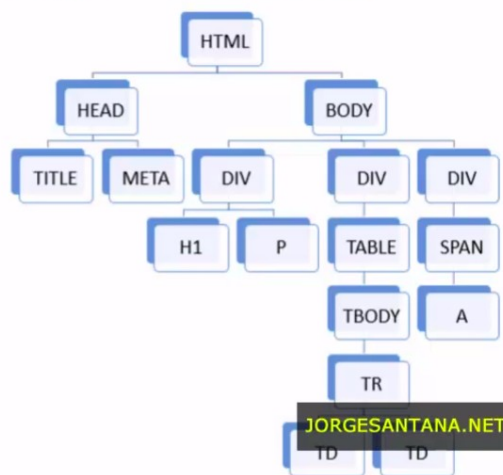 HTML
HEAD BODY
TITLE META DIV DIV DIV
H1 P TABLE SPAN
TBODY A
TR
JORGESANTANA.NET
TD TD